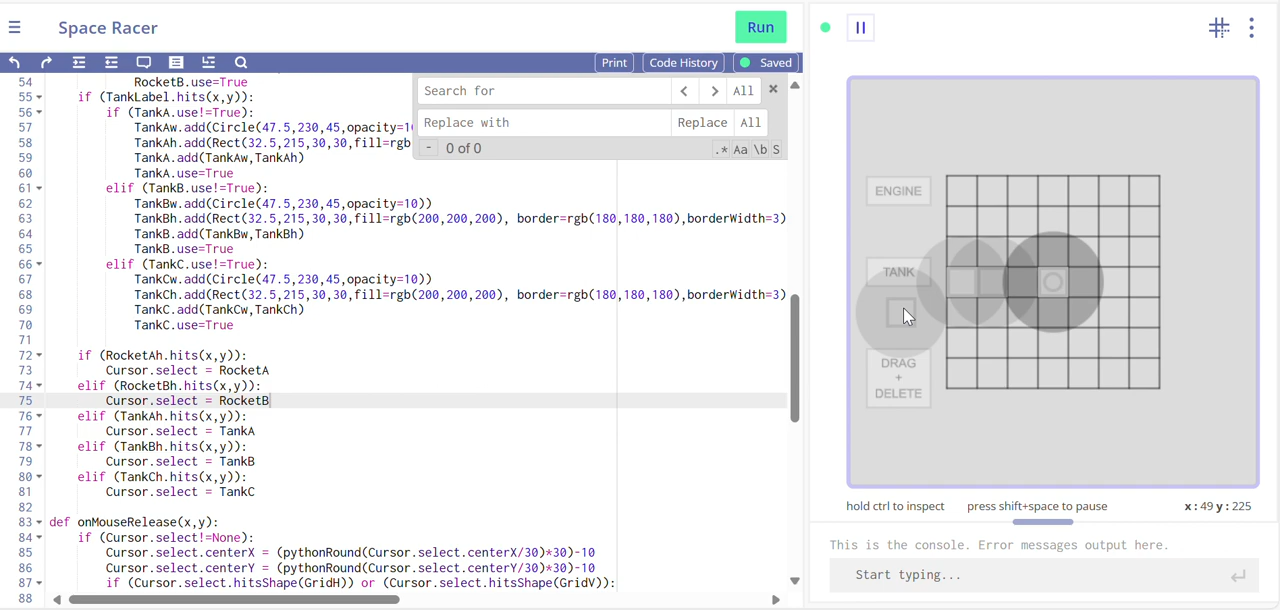 Space Racer
Run
Print
Code History
Saved
Search for
All
Replace with
Replace
All
- 0 of 0
.* Aa \b S
54 RocketB.use=True
55 if (TankLabel.hits(x,y)):
56 if (TankA.use!=True):
57 TankAw.add(Circle(47.5,230,45,opacity=1
58 TankAh.add(Rect(32.5,215,30,30,fill=rgb
59 TankA.add(TankAw,TankAh)
60 TankA.use=True
61 elif (TankB.use!=True):
62 TankBw.add(Circle(47.5,230,45,opacity=10))
63 TankBh.add(Rect(32.5,215,30,30,fill=rgb(200,200,200), border=rgb(180,180,180),borderWidth=3)
64 TankB.add(TankBw,TankBh)
65 TankB.use=True
66 elif (TankC.use!=True):
67 TankCw.add(Circle(47.5,230,45,opacity=10))
68 TankCh.add(Rect(32.5,215,30,30,fill=rgb(200,200,200), border=rgb(180,180,180),borderWidth=3)
69 TankC.add(TankCw,TankCh)
70 TankC.use=True
71
72 if (RocketAh.hits(x,y)):
73 Cursor.select = RocketA
74 elif (RocketBh.hits(x,y)):
75 Cursor.select = RocketB
76 elif (TankAh.hits(x,y)):
77 Cursor.select = TankA
78 elif (TankBh.hits(x,y)):
79 Cursor.select = TankB
80 elif (TankCh.hits(x,y)):
81 Cursor.select = TankC
82
83 def onMouseRelease(x,y):
84 if (Cursor.select!=None):
85 Cursor.select.centerX = (pythonRound(Cursor.select.centerX/30)*30)-10
86 Cursor.select.centerY = (pythonRound(Cursor.select.centerY/30)*30)-10
87 if (Cursor.select.hitsShape(GridH)) or (Cursor.select.hitsShape(GridV)):
88
ENGINE
TANK
DRAG
+
DELETE
hold ctrl to inspect
press shift+space to pause
x : 49 y : 225
This is the console. Error messages output here.
Start typing...